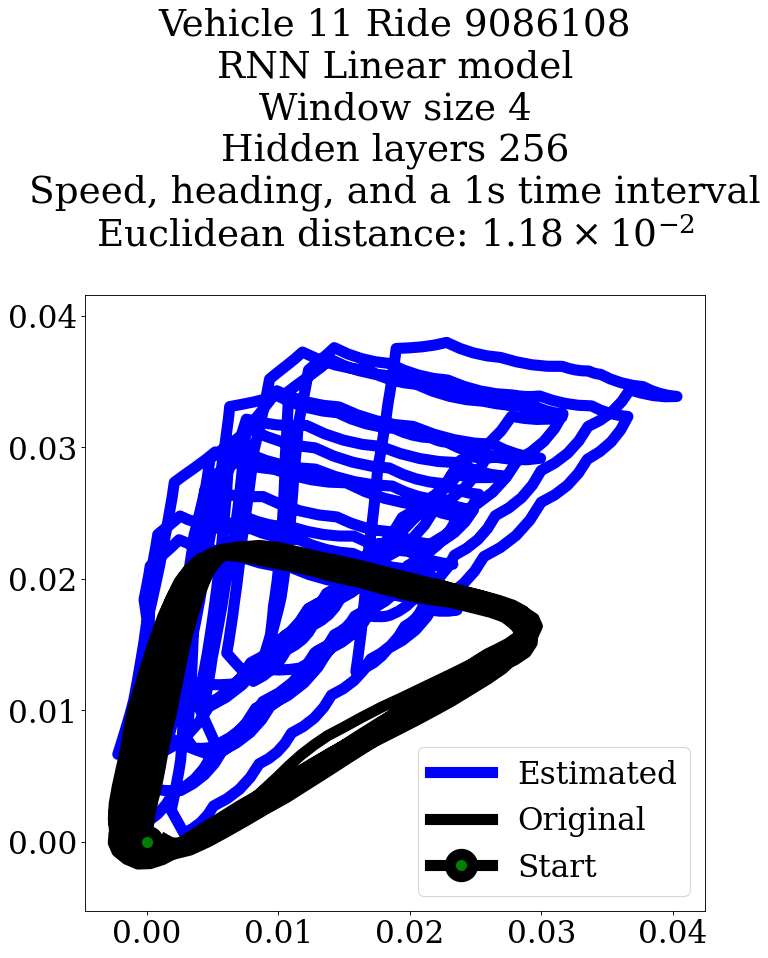 Vehicle 11 Ride 9086108
RNN Linear model
Window size 4
Hidden layers 256
Speed, heading, and a 1s time interval
Euclidean distance: 1.18 × 10⁻²
0.04
0.03
0.02
0.01
0.00
Estimated
Original
Start
0.00 0.01 0.02 0.03 0.04